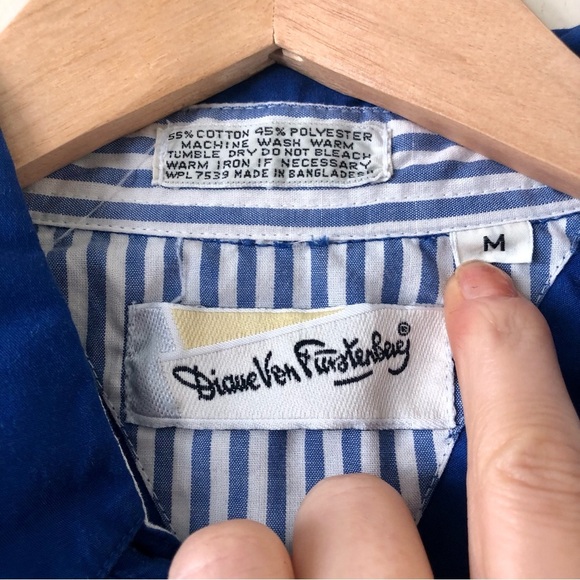 55% COTTON 45% POLYESTER
MACHINE WASH WARM
TUMBLE DRY DO NOT BLEACH
WARM IRON IF NECESSARY
WPL 7539 MADE IN BANGLADESH
M
Diane Von Fürstenberg ®